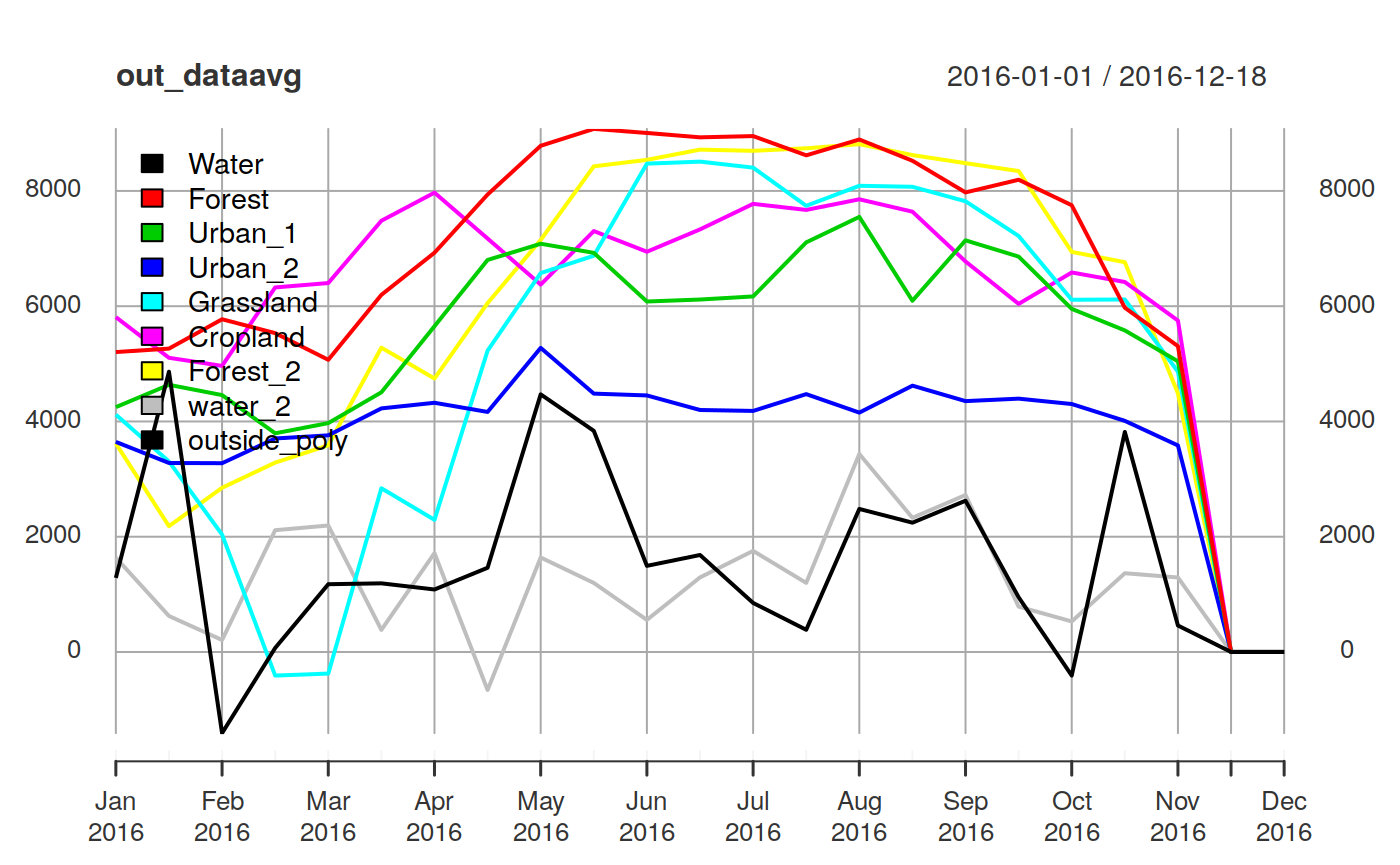 out_dataavg 2016-01-01 / 2016-12-18
Water
8000 8000
Forest
Urban_1
Urban_2
Grassland
6000 6000
Cropland
Forest_2
water_2
4000 4000
outside_poly
2000 2000
0 0
Jan Feb Mar Apr May Jun Jul Aug Sep Oct Nov Dec
2016 2016 2016 2016 2016 2016 2016 2016 2016 2016 2016 2016